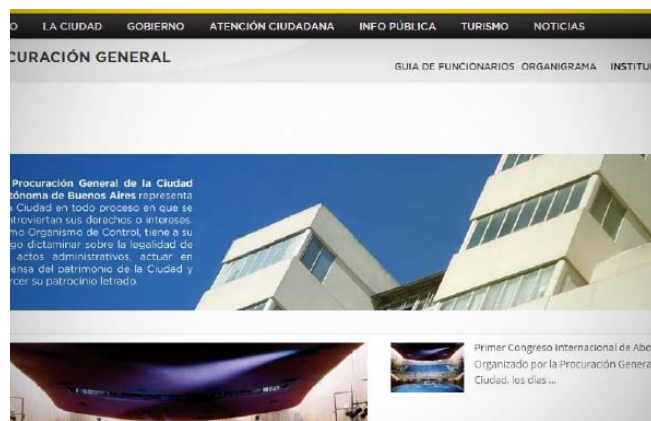 O LA CIUDAD GOBIERNO ATENCIÓN CIUDADANA INFO PÚBLICA TURISMO NOTICIAS
CURACIÓN GENERAL
GUIA DE FUNCIONARIOS ORGANIGRAMA INSTITU
Procuración General de la Ciudad
tónoma de Buenos Aires representa
Ciudad en todo proceso en que se
ntroviertan sus derechos o intereses.
mo Organismo de Control, tiene a su
go dictaminar sobre la legalidad de
actos administrativos, actuar en
ensa del patrimonio de la Ciudad y
rcer su patrocinio letrado.
Primer Congreso Internacional de Abo
Organizado por la Procuración Genera
Ciudad, los días ...